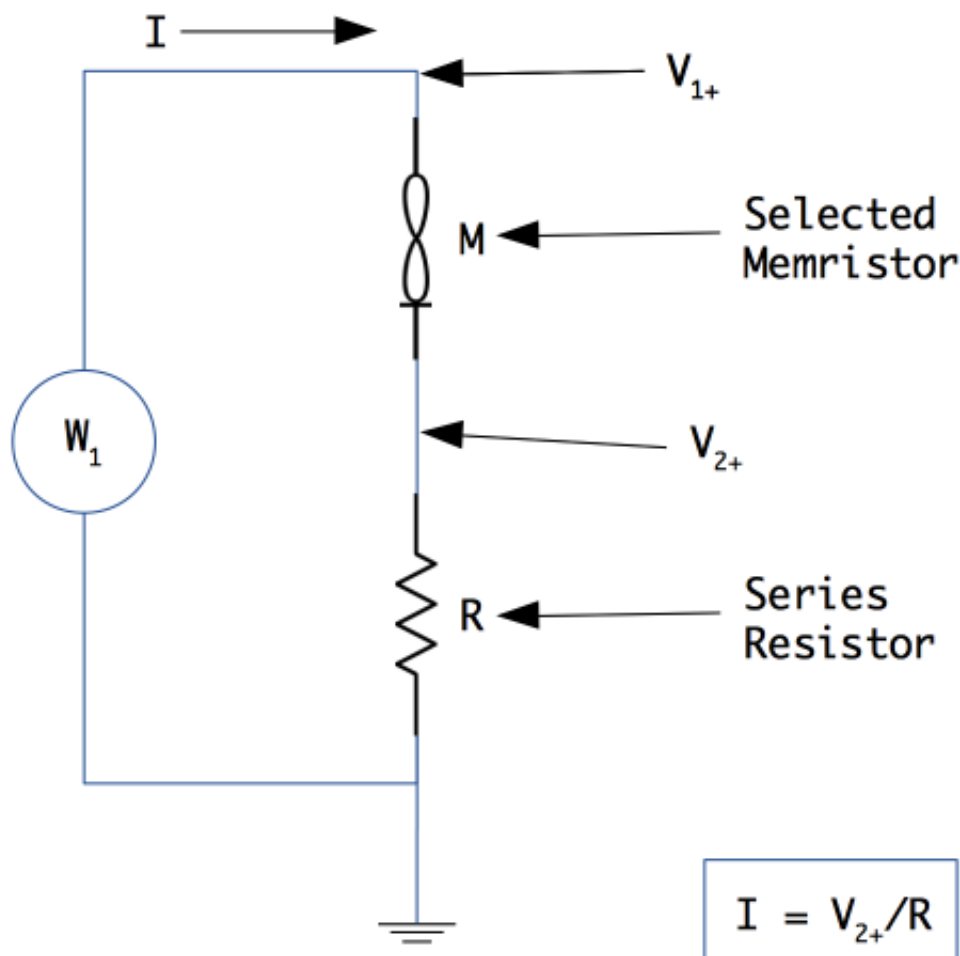 I
V₁₊
M
Selected
Memristor
W₁
V₂₊
R
Series
Resistor
I = V₂₊/R